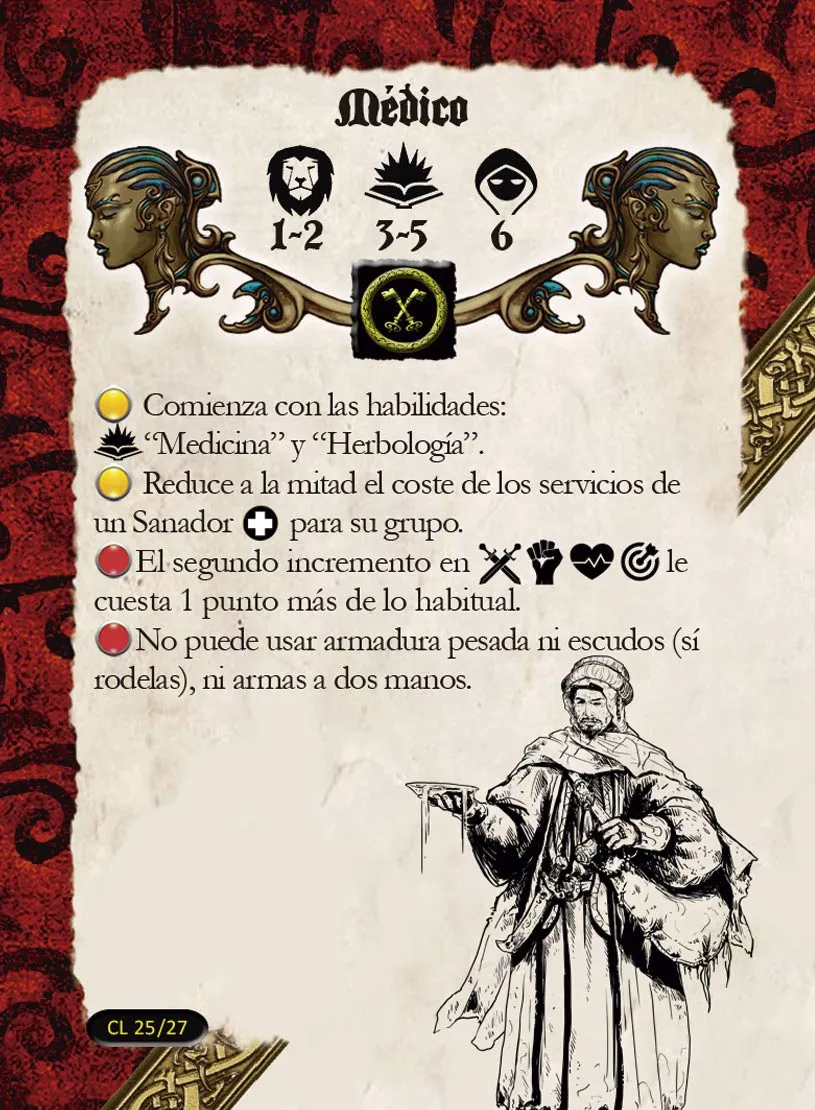 Médico
1~2 3~5 6
Comienza con las habilidades:
“Medicina” y “Herbología”.
Reduce a la mitad el coste de los servicios de
un Sanador para su grupo.
El segundo incremento en le
cuesta 1 punto más de lo habitual.
No puede usar armadura pesada ni escudos (sí
rodelas), ni armas a dos manos.
CL 25/27